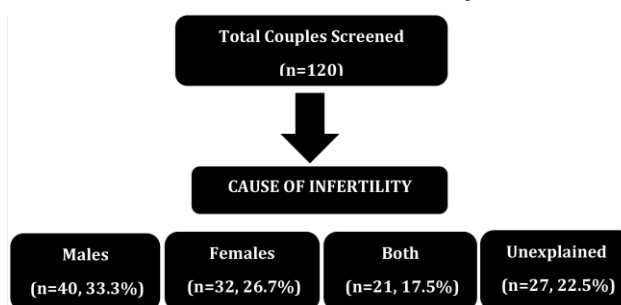 Total Couples Screened
(n=120)
CAUSE OF INFERTILITY
Males
(n=40, 33.3%)
Females
(n=32, 26.7%)
Both
(n=21, 17.5%)
Unexplained
(n=27, 22.5%)